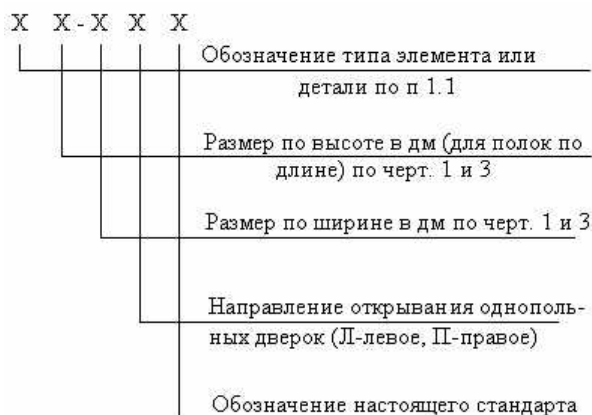 X X - X X X
Обозначение типа элемента или
детали по п 1.1
Размер по высоте в дм (для полок по
длине) по черт. 1 и 3
Размер по ширине в дм по черт. 1 и 3
Направление открывания однополь-
ных дверок (Л-левое, П-правое)
Обозначение настоящего стандарта